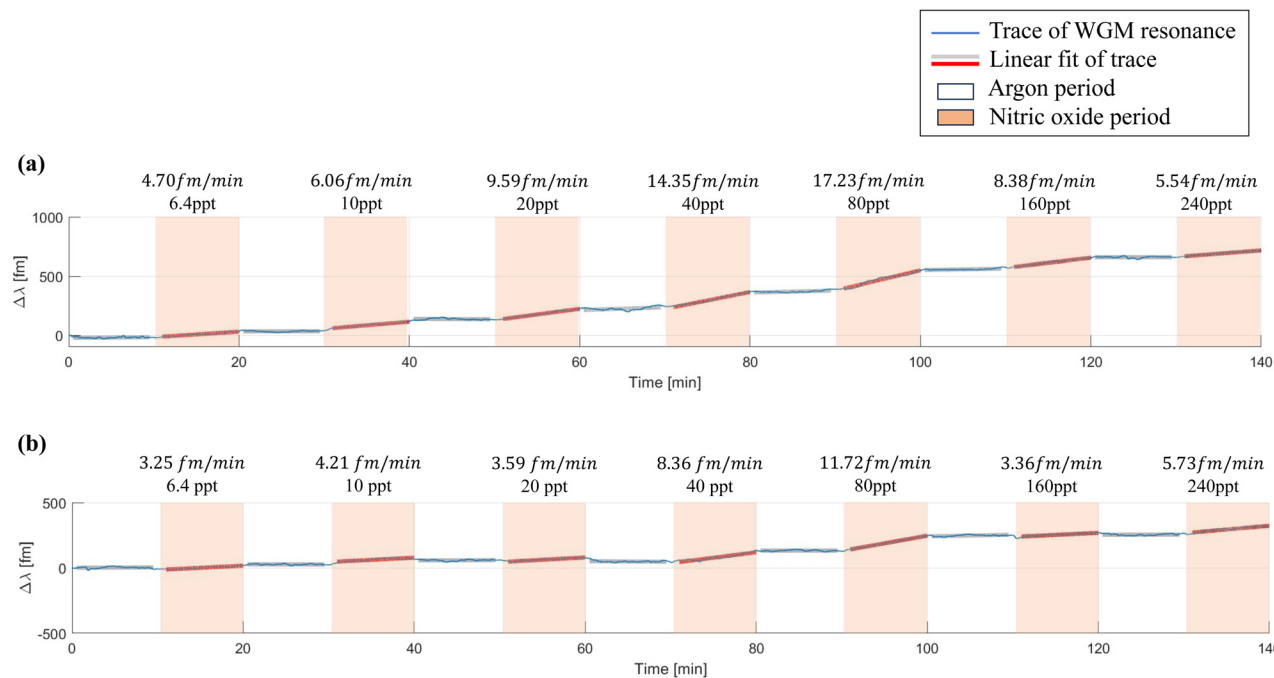 Trace of WGM resonance
Linear fit of trace
Argon period
Nitric oxide period
(a)
4.70fm/min 6.06fm/min 9.59fm/min 14.35fm/min 17.23fm/min 8.38fm/min 5.54fm/min
6.4ppt 10ppt 20ppt 40ppt 80ppt 160ppt 240ppt
1000
500
0
Δλ [fm]
0 20 40 60 80 100 120 140
Time [min]
(b)
3.25 fm/min 4.21 fm/min 3.59 fm/min 8.36 fm/min 11.72fm/min 3.36fm/min 5.73fm/min
6.4 ppt 10 ppt 20 ppt 40 ppt 80ppt 160ppt 240ppt
500
0
-500
Δλ [fm]
0 20 40 60 80 100 120 140
Time [min]